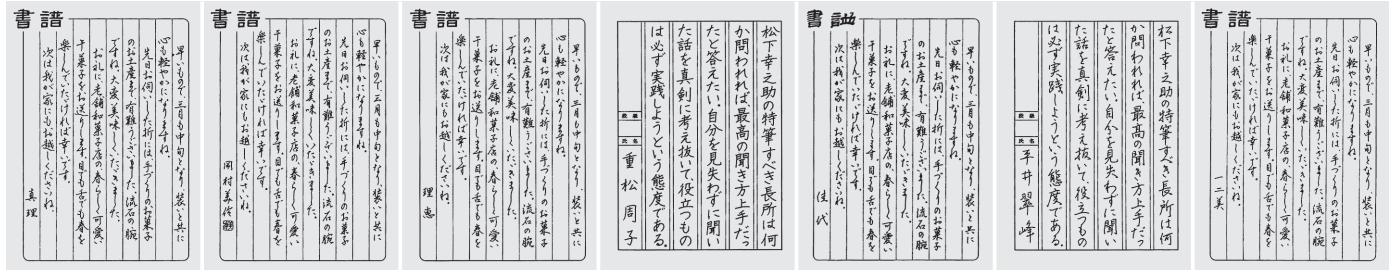 書譜
早いもので、三月も中旬となり、装いと共に
心も軽やかになりますね。
先日お伺いした折には、手づくりのお菓子
のお土産まで、有難うございました。流石の腕
ですね。大変美味しくいただきました。
お礼に、老舗和菓子店の、春らしく可愛い
干菓子をお送りします。目でも舌でも春を
楽しんでいただければ幸いです。
次は我が家にもお越しくださいね。
真理
書譜
早いもので、三月も中旬となり、装いと共に
心も軽やかになりますね。
先日お伺いした折には、手づくりのお菓子
のお土産まで、有難うございました。流石の腕
ですね。大変美味しくいただきました。
お礼に、老舗和菓子店の、春らしく可愛い
干菓子をお送りします。目でも舌でも春を
楽しんでいただければ幸いです。
次は我が家にもお越しくださいね。
書譜
早いもので、三月も中旬となり、装いと共に
心も軽やかになりますね。
先日お伺いした折には、手づくりのお菓子
のお土産まで、有難うございました。流石の腕
ですね。大変美味しくいただきました。
お礼に、老舗和菓子店の、春らしく可愛い
干菓子をお送りします。目でも舌でも春を
楽しんでいただければ幸いです。
次は我が家にもお越しくださいね。
理恵
松下幸之助の特筆すべき長所は何
か問われれば、最高の聞き方上手だっ
たと答えたい。自分を見失わずに聞い
た話を真剣に考え抜いて、役立つもの
は必ず実践しようという態度である。
段級 氏名 重松周子
書譜
早いもので、三月も中旬となり、装いと共に
心も軽やかになりますね。
先日お伺いした折には、手づくりのお菓子
のお土産まで、有難うございました。流石の腕
ですね。大変美味しくいただきました。
お礼に、老舗和菓子店の、春らしく可愛い
干菓子をお送りします。目でも舌でも春を
楽しんでいただければ幸いです。
次は我が家にもお越しくださいね。
佳代
松下幸之助の特筆すべき長所は何
か問われれば、最高の聞き方上手だっ
たと答えたい。自分を見失わずに聞い
た話を真剣に考え抜いて、役立つもの
は必ず実践しようという態度である。
段級 氏名 平井翠峰
書譜
早いもので、三月も中旬となり、装いと共に
心も軽やかになりますね。
先日お伺いした折には、手づくりのお菓子
のお土産まで、有難うございました。流石の腕
ですね。大変美味しくいただきました。
お礼に、老舗和菓子店の、春らしく可愛い
干菓子をお送りします。目でも舌でも春を
楽しんでいただければ幸いです。
次は我が家にもお越しくださいね。
一二美